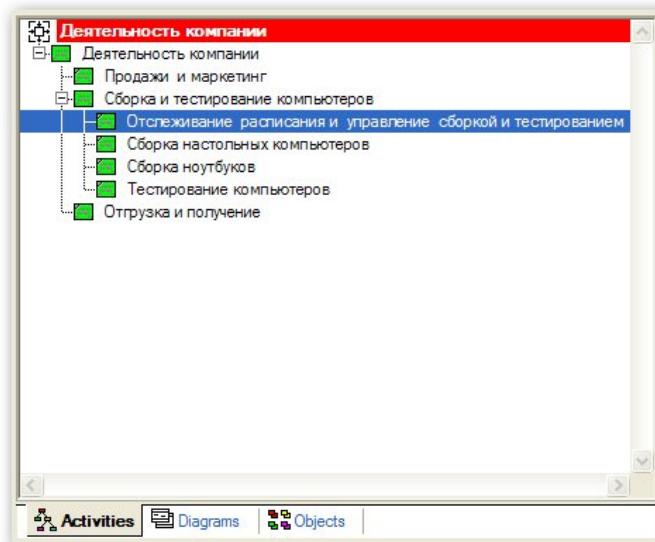 Деятельность компании
Деятельность компании
Продажи и маркетинг
Сборка и тестирование компьютеров
Отслеживание расписания и управление сборкой и тестированием
Сборка настольных компьютеров
Сборка ноутбуков
Тестирование компьютеров
Отгрузка и получение
Activities Diagrams Objects